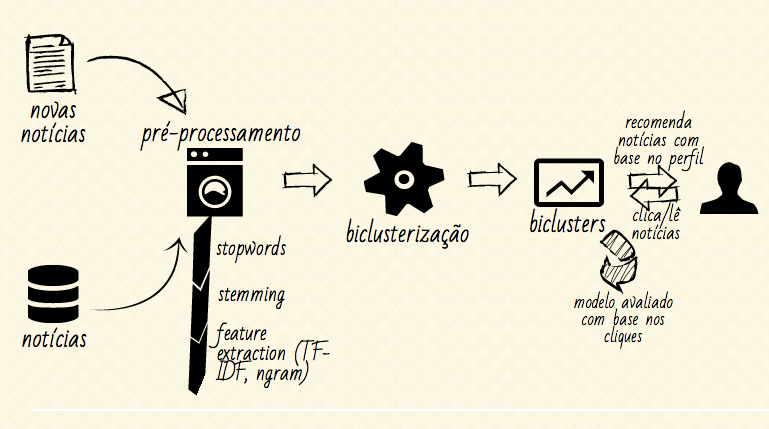 novas
notícias
pré-processamento
stopwords
stemming
feature
extraction (TF-
IDF, ngram)
notícias
biclusterização
biclusters
recomenda
notícias com
base no perfil
clica/lê
notícias
modelo avaliado
com base nos
cliques